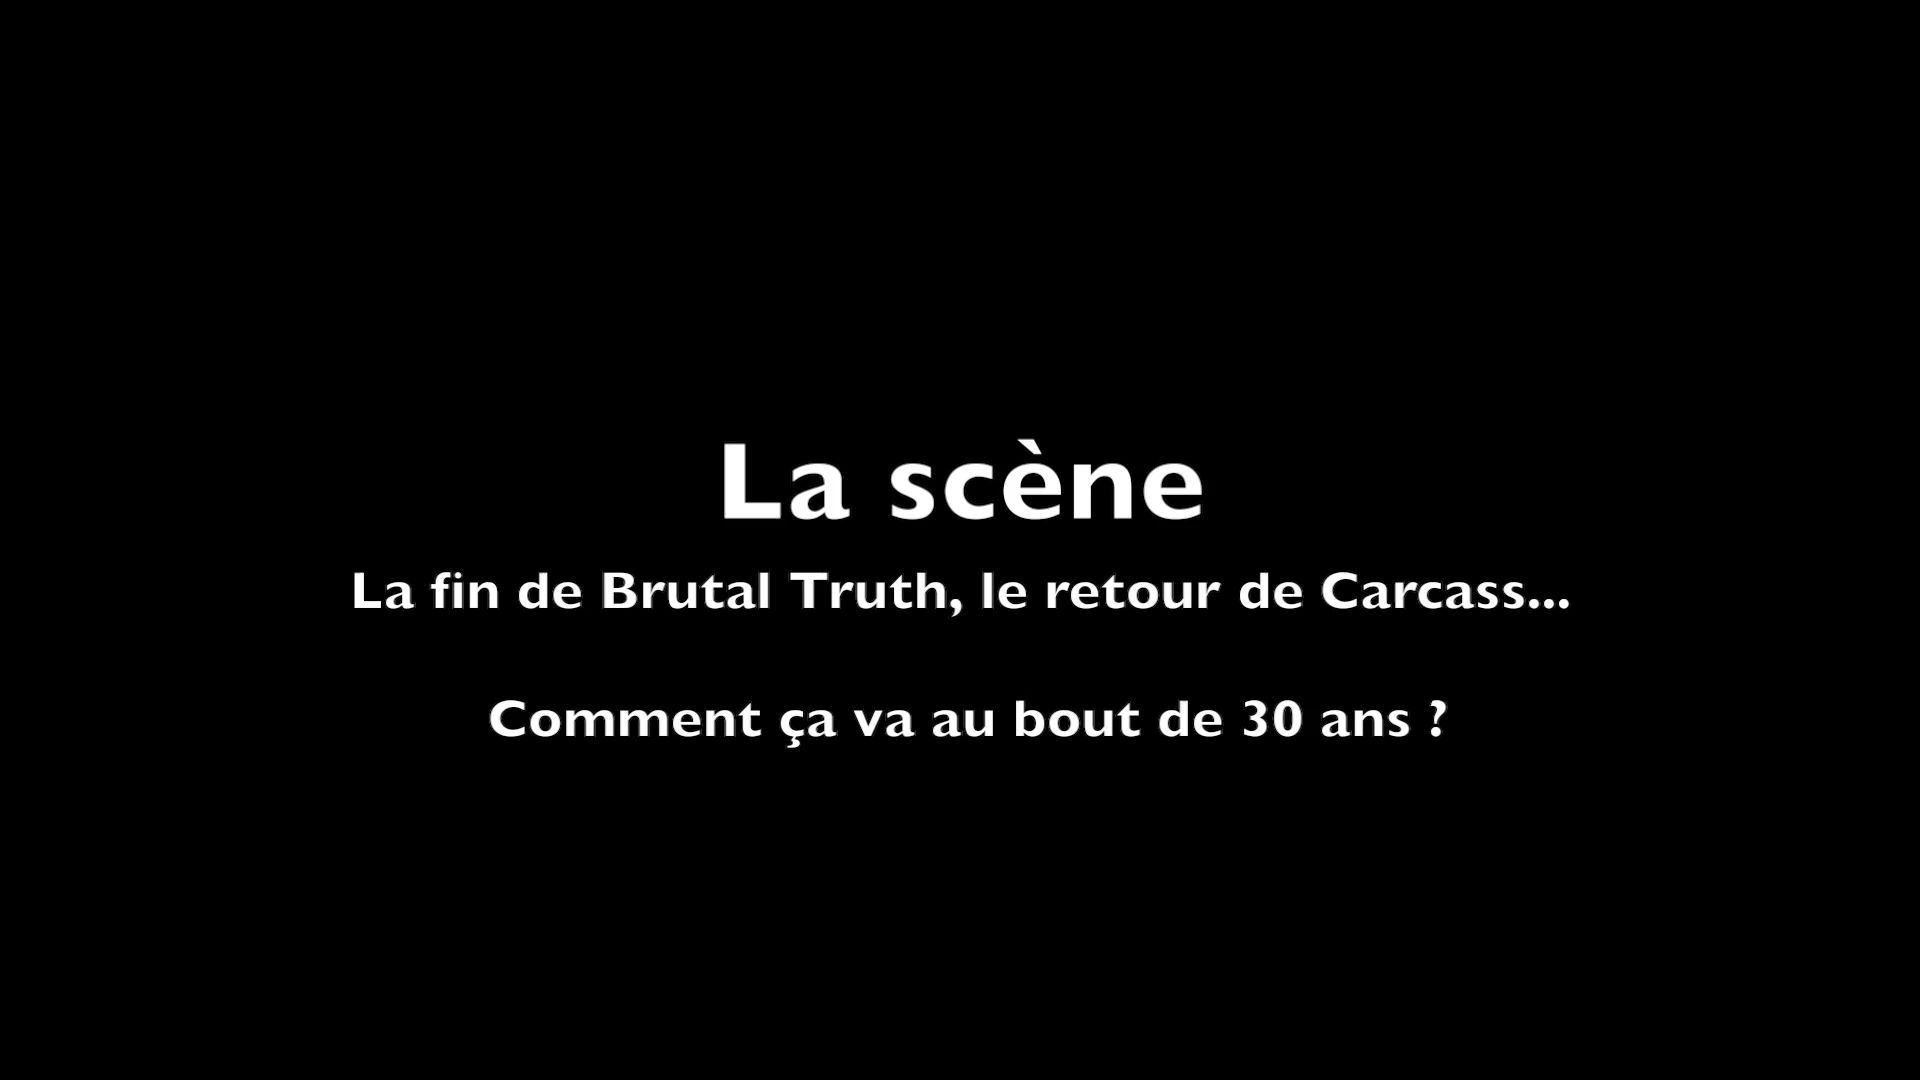 La scène
La fin de Brutal Truth, le retour de Carcass...
Comment ça va au bout de 30 ans ?